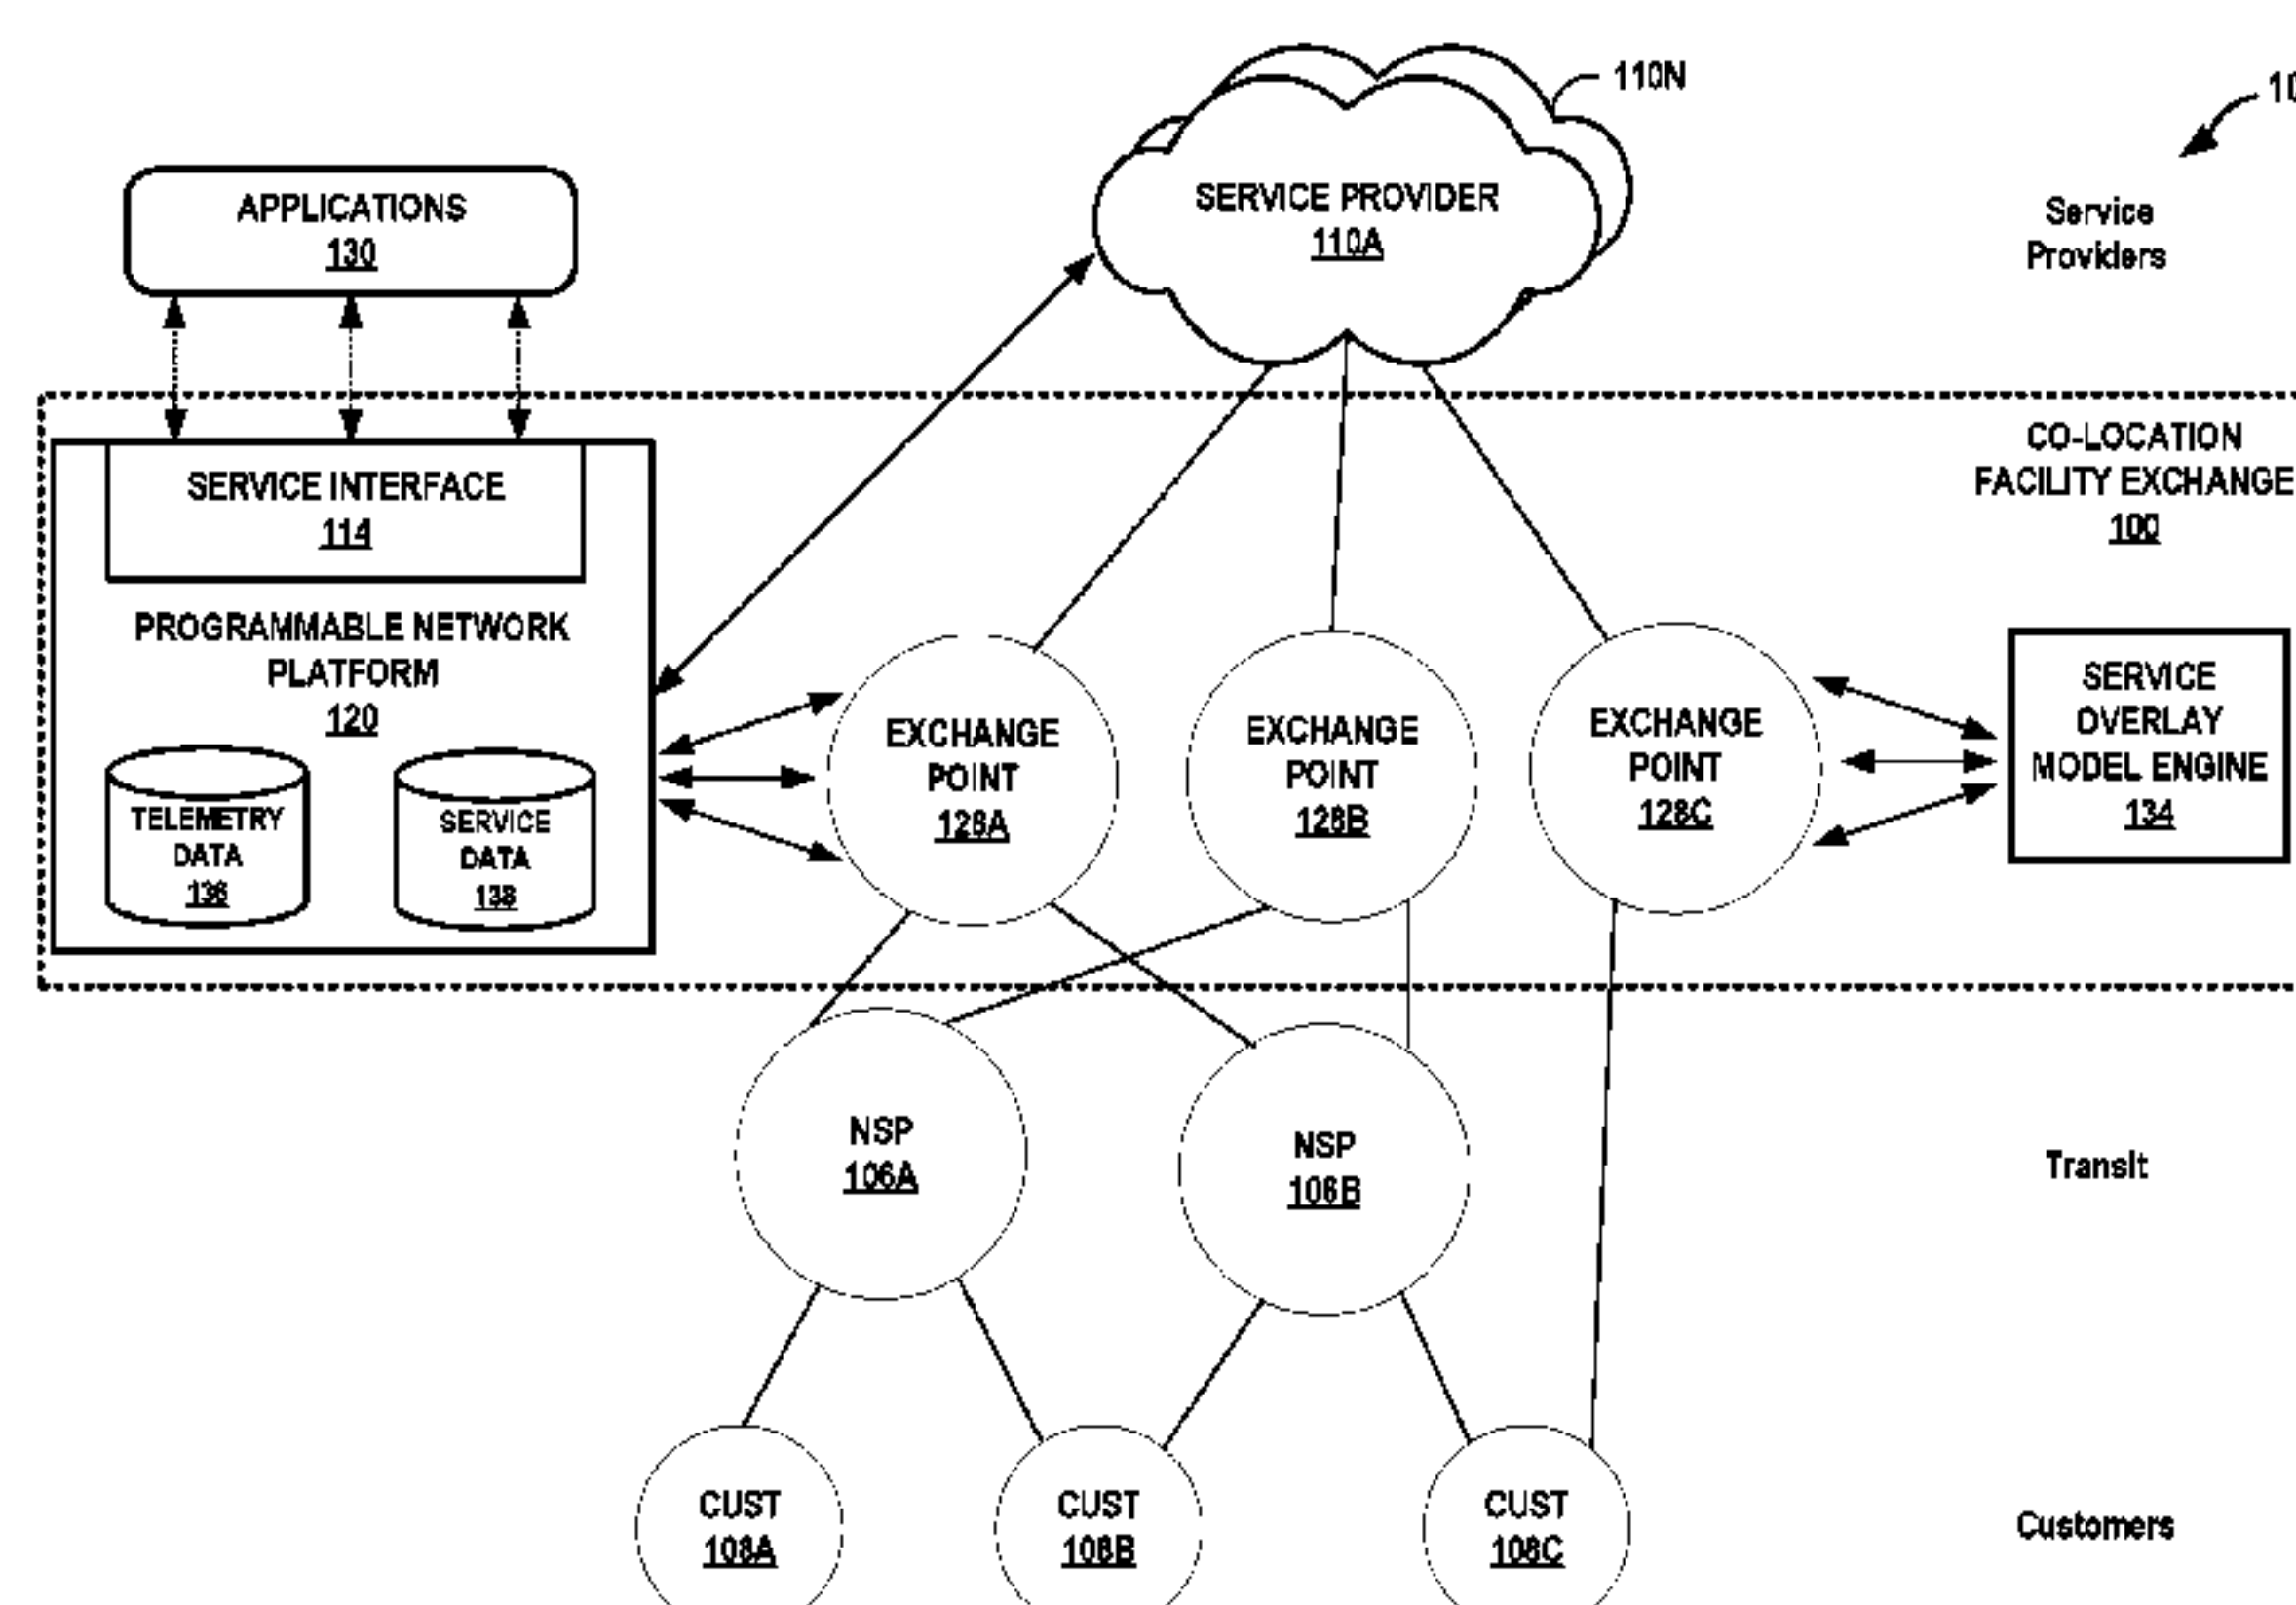 110N
10
SERVICE PROVIDER
110A
Service
Providers
APPLICATIONS
130
CO-LOCATION
FACILITY EXCHANGE
100
SERVICE INTERFACE
114
PROGRAMMABLE NETWORK
PLATFORM
120
TELEMETRY
DATA
136
SERVICE
DATA
138
EXCHANGE
POINT
128A
EXCHANGE
POINT
128B
EXCHANGE
POINT
128C
SERVICE
OVERLAY
MODEL ENGINE
134
NSP
106A
NSP
106B
Transit
CUST
108A
CUST
108B
CUST
108C
Customers